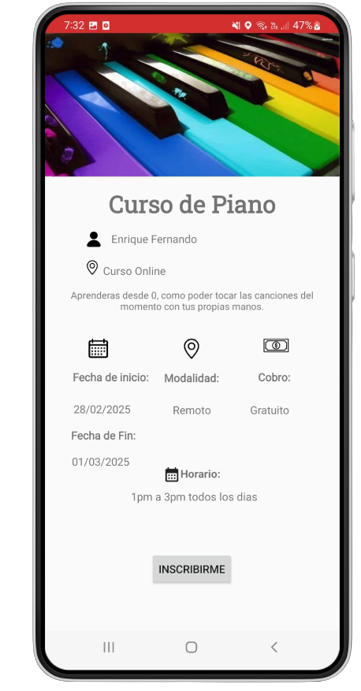 7:32 47%
Curso de Piano
Enrique Fernando
Curso Online
Aprenderas desde 0, como poder tocar las canciones del
momento con tus propias manos.
Fecha de inicio: Modalidad: Cobro:
28/02/2025 Remoto Gratuito
Fecha de Fin:
01/03/2025
Horario:
1pm a 3pm todos los dias
INSCRIBIRME